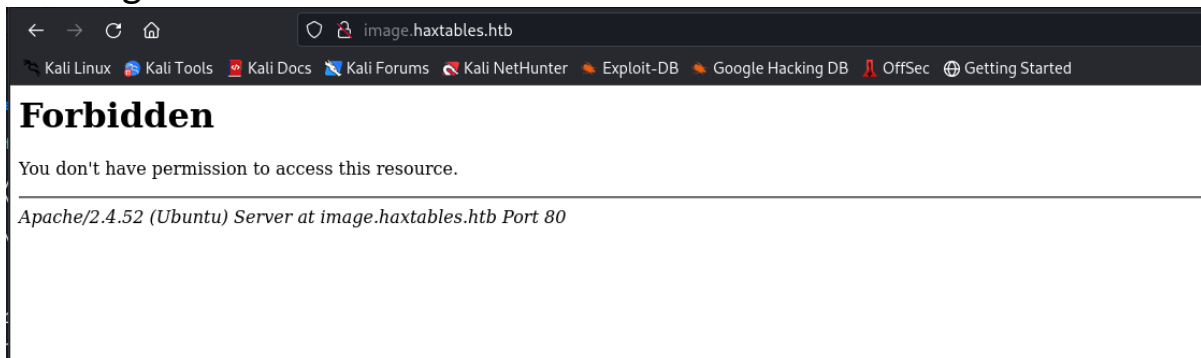 image.haxtables.htb
Kali Linux Kali Tools Kali Docs Kali Forums Kali NetHunter Exploit-DB Google Hacking DB OffSec Getting Started
Forbidden
You don't have permission to access this resource.
Apache/2.4.52 (Ubuntu) Server at image.haxtables.htb Port 80